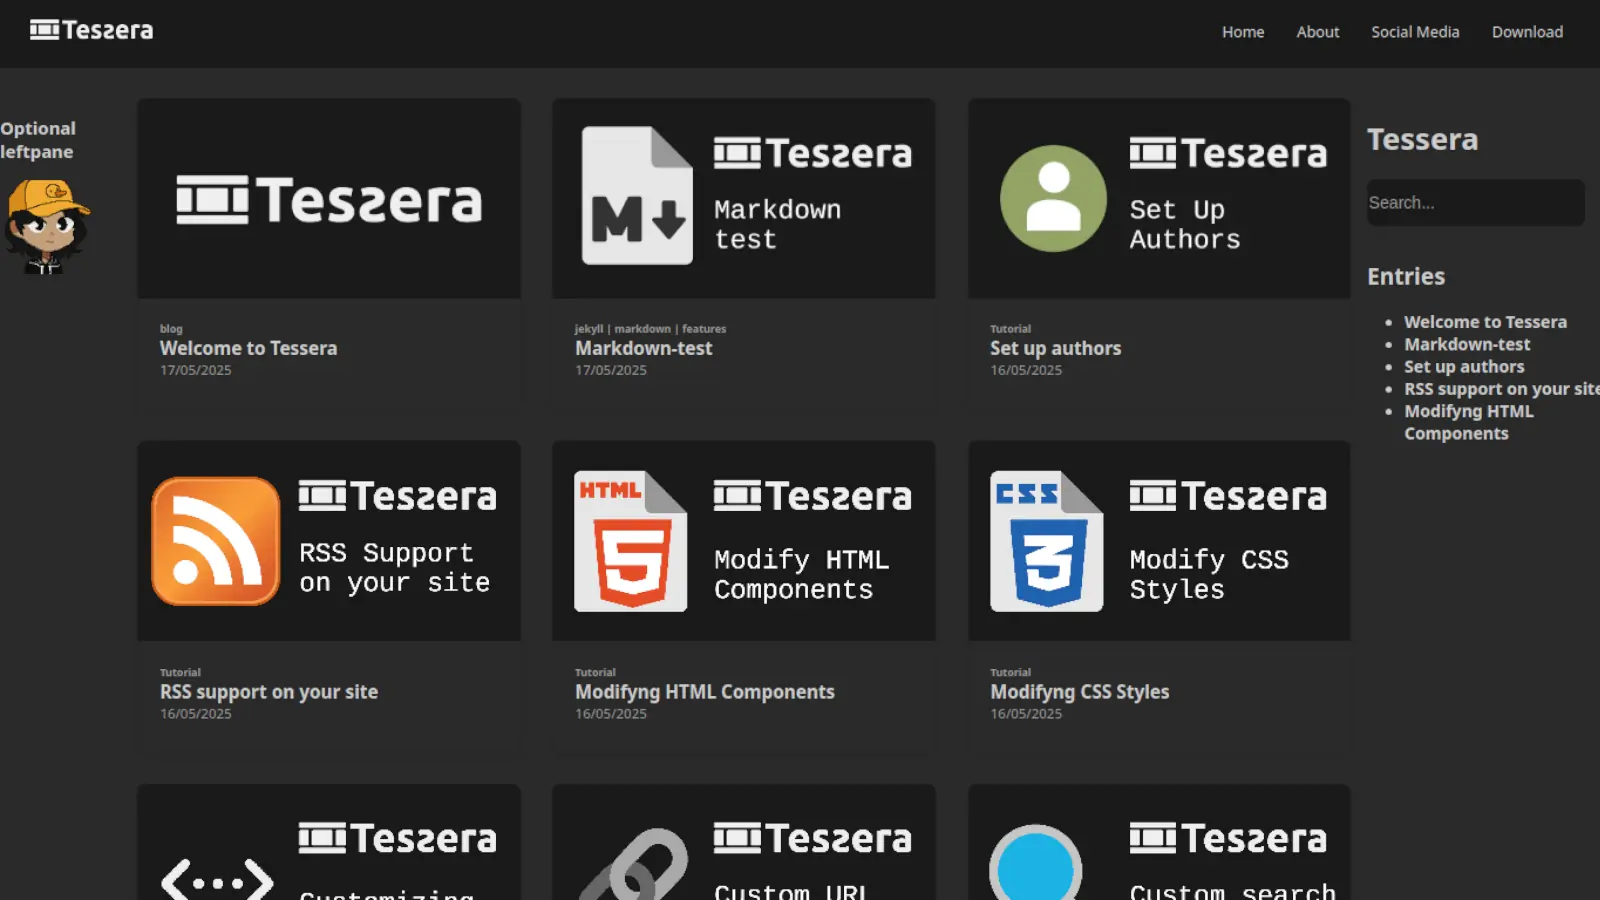 Tessera
Home About Social Media Download
Optional
leftpane
Tessera
blog
Welcome to Tessera
17/05/2025
M
Tessera
Markdown
test
jekyll | markdown | features
Markdown-test
17/05/2025
Tessera
Set Up
Authors
Tutorial
Set up authors
16/05/2025
Tessera
RSS Support
on your site
Tutorial
RSS support on your site
16/05/2025
HTML
5
Tessera
Modify HTML
Components
Tutorial
Modifyng HTML Components
16/05/2025
CSS
3
Tessera
Modify CSS
Styles
Tutorial
Modifyng CSS Styles
16/05/2025
Tessera
Customizing
Tessera
Custom URL
Tessera
Custom search
Tessera
Search...
Entries
Welcome to Tessera
Markdown-test
Set up authors
RSS support on your site
Modifyng HTML
Components